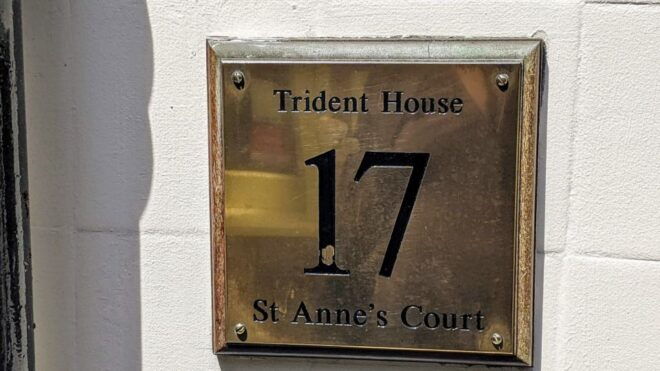 Trident House
17
St Anne's Court